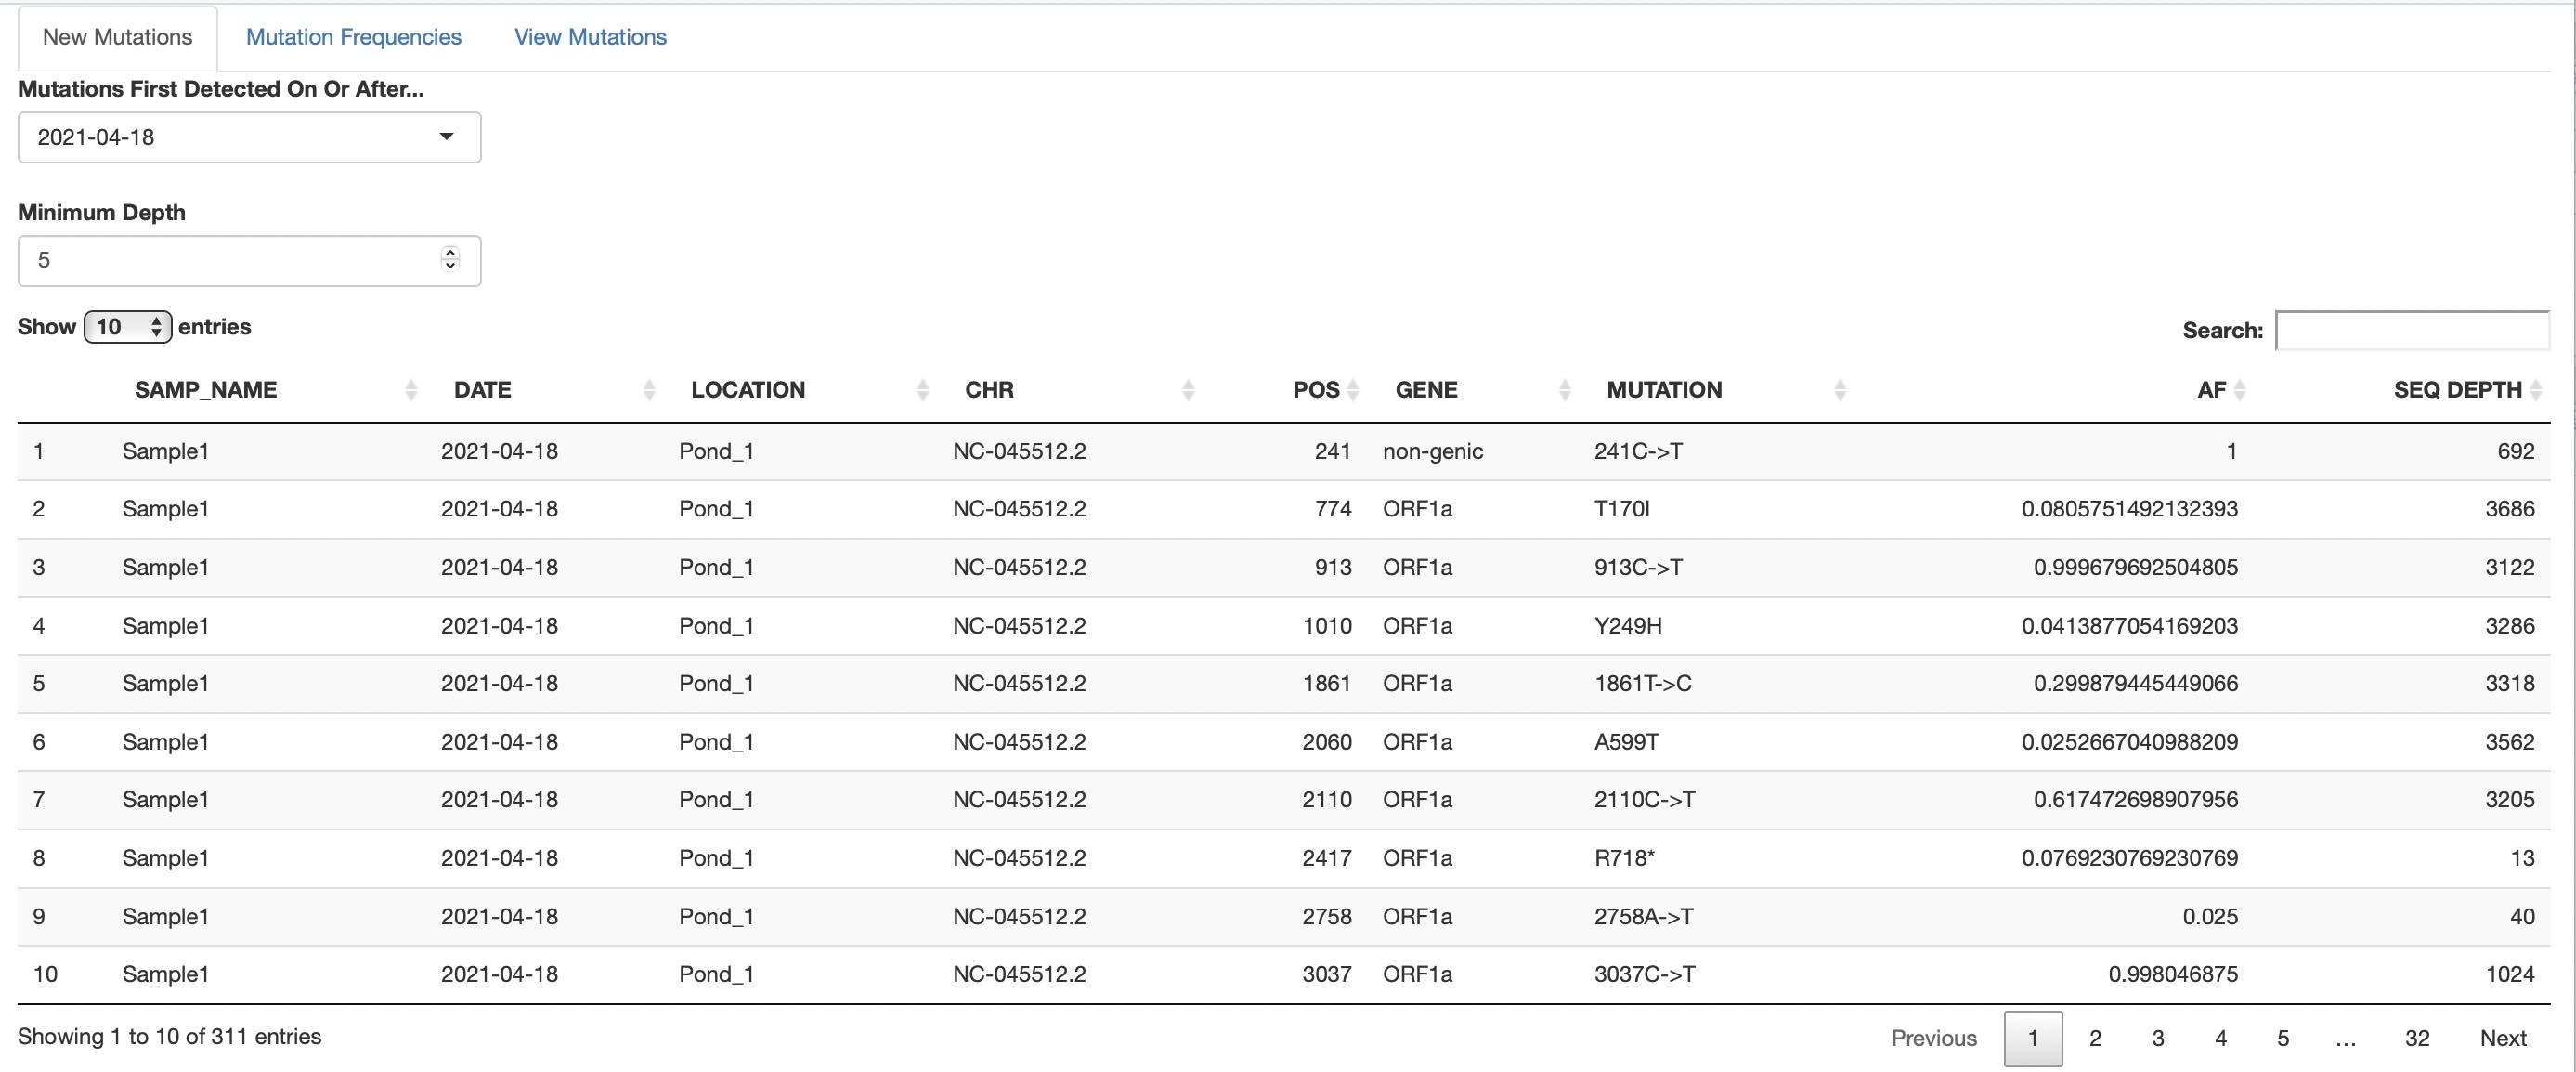 New Mutations Mutation Frequencies View Mutations
Mutations First Detected On Or After...
2021-04-18
Minimum Depth
5
Show 10 entries Search:
SAMP_NAME DATE LOCATION CHR POS GENE MUTATION AF SEQ DEPTH
1 Sample1 2021-04-18 Pond_1 NC-045512.2 241 non-genic 241C->T 1 692
2 Sample1 2021-04-18 Pond_1 NC-045512.2 774 ORF1a T170I 0.0805751492132393 3686
3 Sample1 2021-04-18 Pond_1 NC-045512.2 913 ORF1a 913C->T 0.999679692504805 3122
4 Sample1 2021-04-18 Pond_1 NC-045512.2 1010 ORF1a Y249H 0.0413877054169203 3286
5 Sample1 2021-04-18 Pond_1 NC-045512.2 1861 ORF1a 1861T->C 0.299879445449066 3318
6 Sample1 2021-04-18 Pond_1 NC-045512.2 2060 ORF1a A599T 0.0252667040988209 3562
7 Sample1 2021-04-18 Pond_1 NC-045512.2 2110 ORF1a 2110C->T 0.617472698907956 3205
8 Sample1 2021-04-18 Pond_1 NC-045512.2 2417 ORF1a R718* 0.0769230769230769 13
9 Sample1 2021-04-18 Pond_1 NC-045512.2 2758 ORF1a 2758A->T 0.025 40
10 Sample1 2021-04-18 Pond_1 NC-045512.2 3037 ORF1a 3037C->T 0.998046875 1024
Showing 1 to 10 of 311 entries Previous 1 2 3 4 5 ... 32 Next